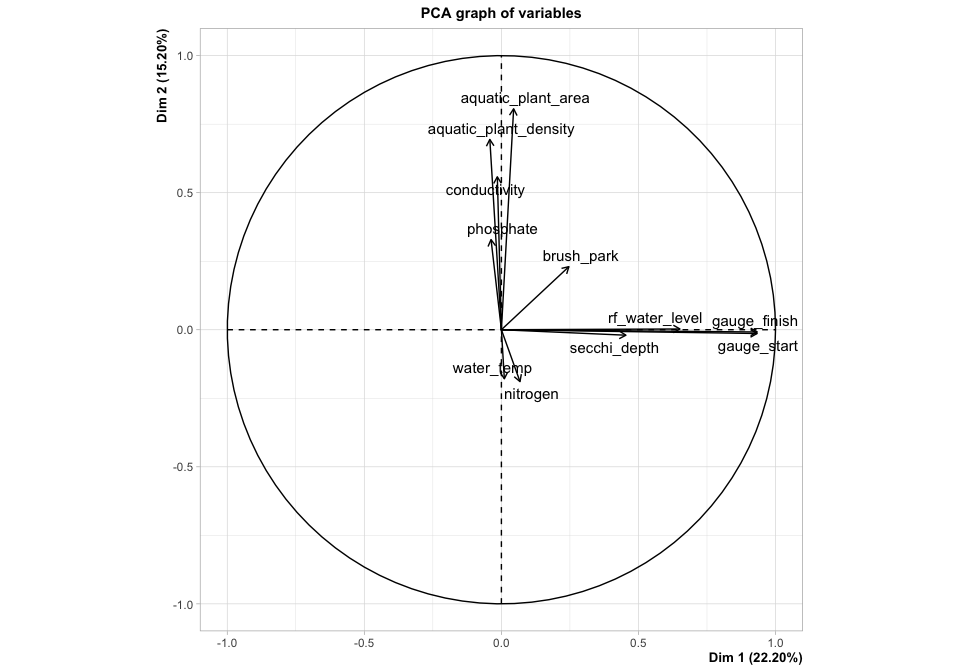 PCA graph of variables
Dim 2 (15.20%)
1.0
aquatic_plant_area
aquatic_plant_density
0.5
conductivity
phosphate
brush_park
rf_water_level
gauge_finish
0.0
secchi_depth
gauge_start
water_temp
nitrogen
-0.5
-1.0
-1.0 -0.5 0.0 0.5 1.0
Dim 1 (22.20%)